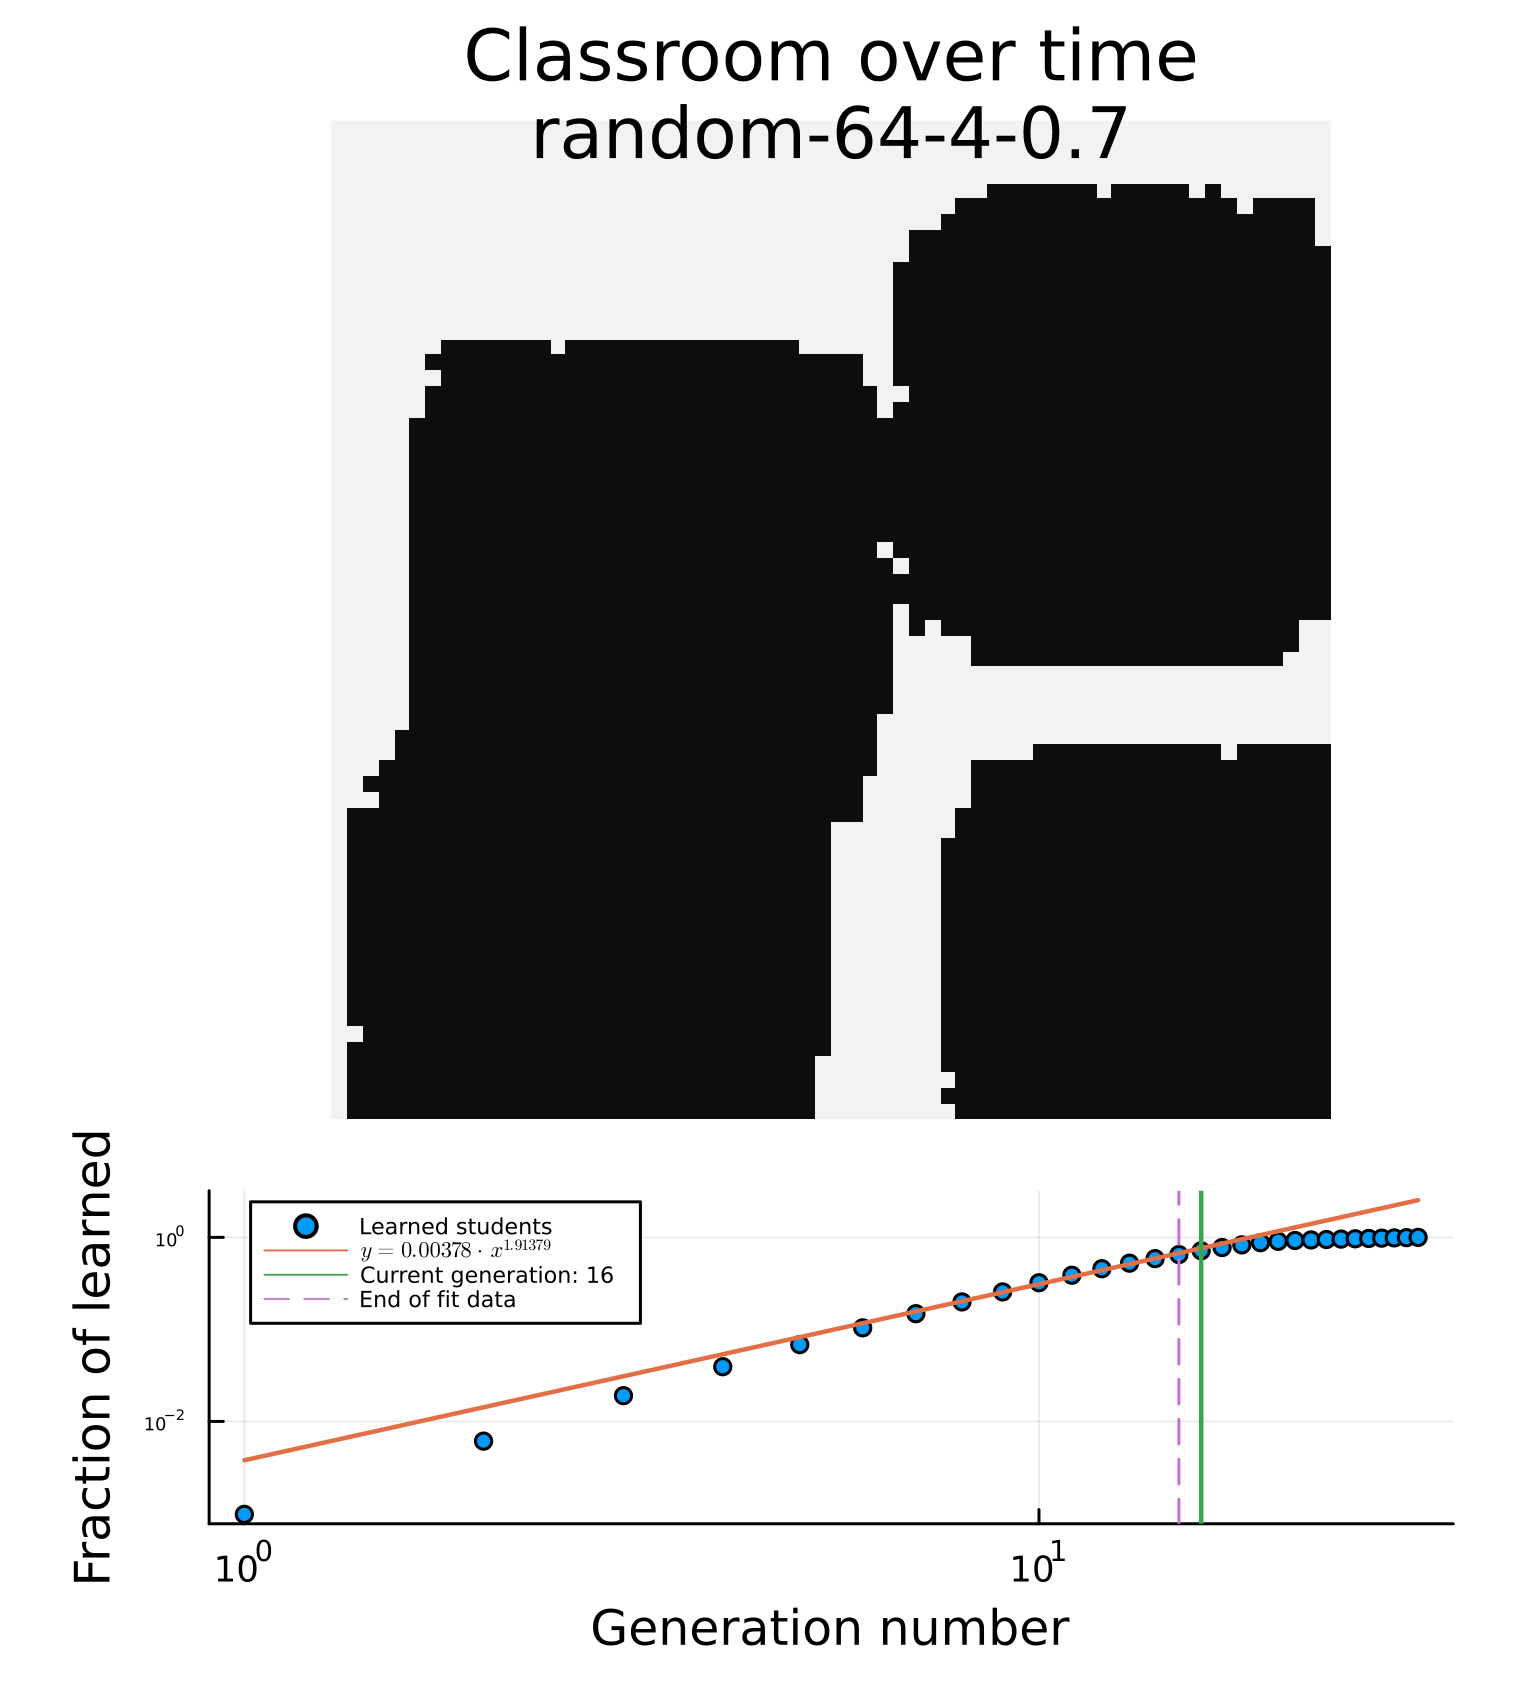 Classroom over time
random-64-4-0.7
Fraction of learned
10^0
10^−2
Learned students
y = 0.00378 · x^1.91379
Current generation: 16
End of fit data
10^0
10^1
Generation number